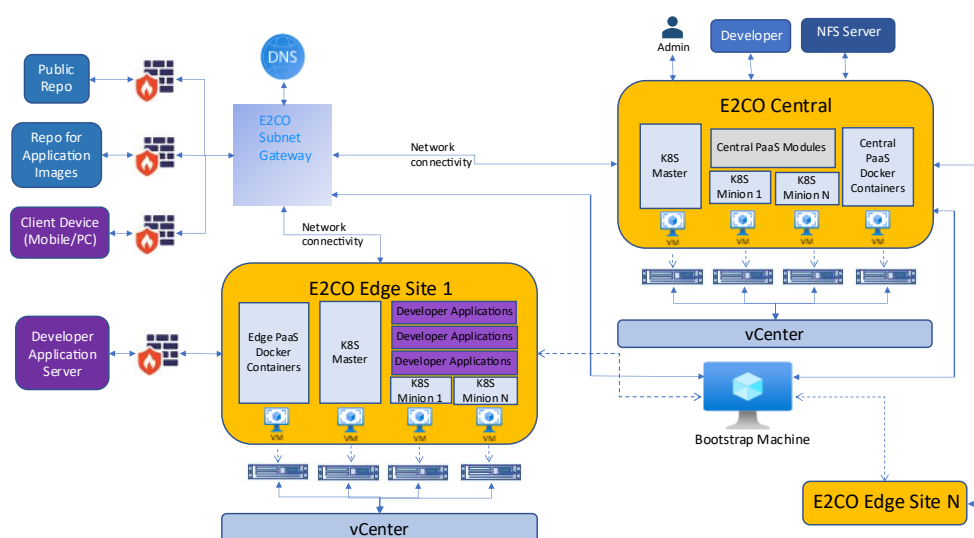 Admin
Developer
NFS Server
DNS
Public
Repo
Repo for
Application
Images
Client Device
(Mobile/PC)
E2CO
Subnet
Gateway
Network
connectivity
Network
connectivity
E2CO Central
K8S
Master
Central PaaS Modules
K8S
Minion 1
K8S
Minion N
Central
PaaS
Docker
Containers
VM
VM
VM
VM
vCenter
Developer
Application
Server
E2CO Edge Site 1
Edge PaaS
Docker
Containers
K8S
Master
Developer Applications
Developer Applications
Developer Applications
K8S
Minion 1
K8S
Minion N
VM
VM
VM
VM
vCenter
Bootstrap Machine
E2CO Edge Site N